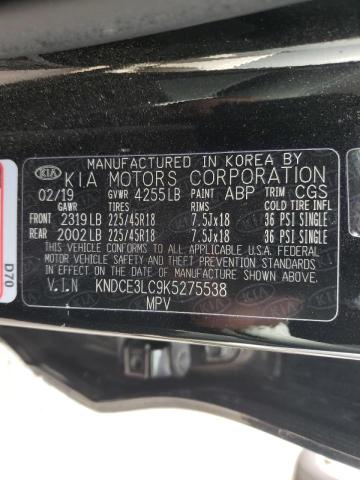 MANUFACTURED IN KOREA BY
KIA KIA MOTORS CORPORATION
02/19 GVWR 4255LB PAINT ABP TRIM CGS
GAWR TIRES RIMS COLD TIRE INFL
FRONT 2319LB 225/45R18 7.5Jx18 36 PSI SINGLE
REAR 2002LB 225/45R18 7.5Jx18 36 PSI SINGLE
THIS VEHICLE CONFORMS TO ALL APPLICABLE U.S.A. FEDERAL
MOTOR VEHICLE SAFETY, BUMPER, AND THEFT PREVENTION
STANDARDS IN EFFECT ON THE DATE OF MANUFACTURE SHOWN ABOVE.
V.I.N KNDCE3LC9K5275538
MPV
D70